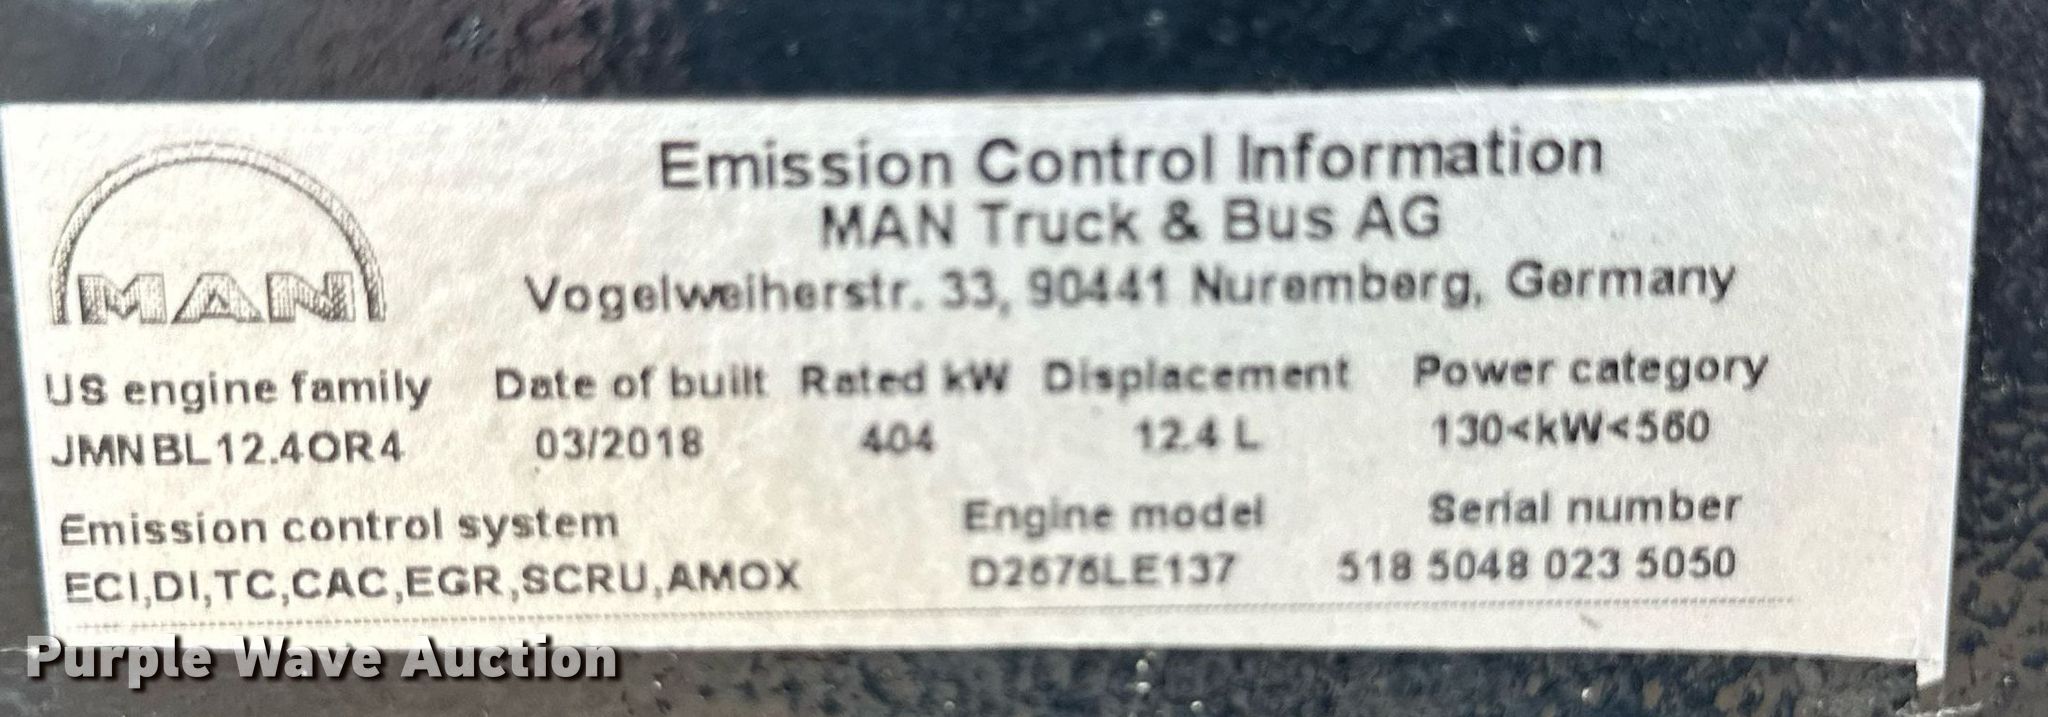 MAN
Emission Control Information
MAN Truck & Bus AG
Vogelweiherstr. 33, 90441 Nuremberg, Germany
US engine family Date of built Rated kW Displacement Power category
JMNBL12.4OR4 03/2018 404 12.4 L 130<kW<560
Emission control system Engine model Serial number
ECI,DI,TC,CAC,EGR,SCRU,AMOX D2676LE137 518 5048 023 5050
Purple Wave Auction